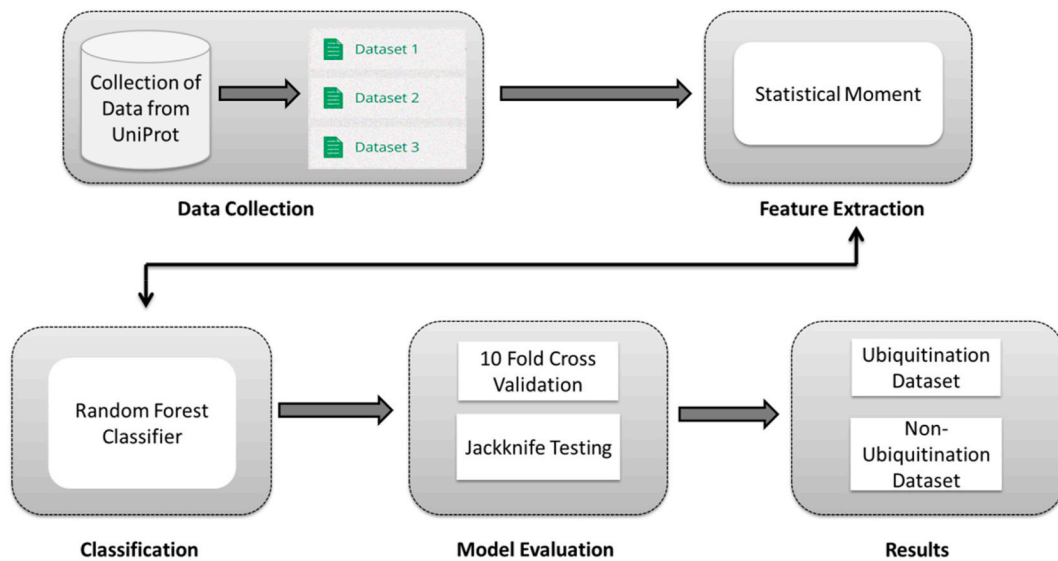 Collection of
Data from
UniProt
Dataset 1
Dataset 2
Dataset 3
Statistical Moment
Data Collection
Feature Extraction
Random Forest
Classifier
10 Fold Cross
Validation
Jackknife Testing
Ubiquitination
Dataset
Non-
Ubiquitination
Dataset
Classification
Model Evaluation
Results